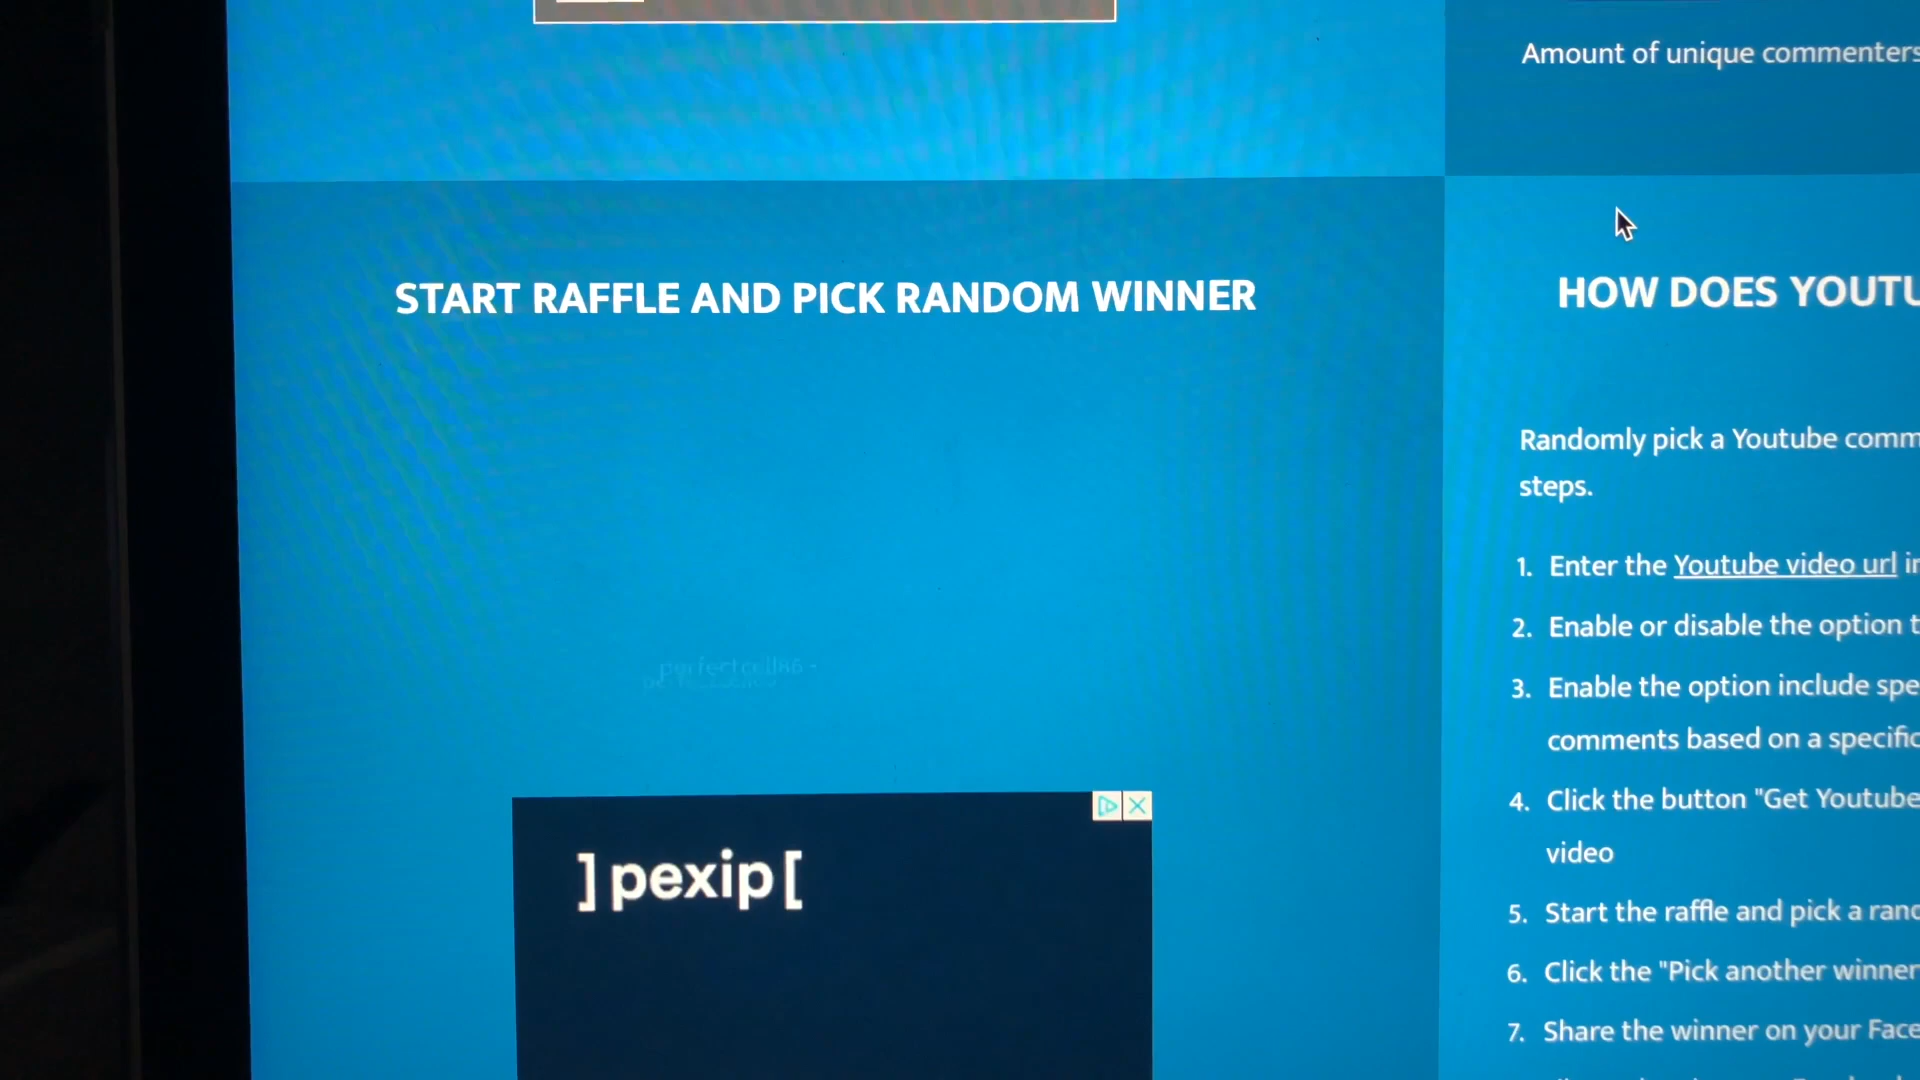 Amount of unique commenters
START RAFFLE AND PICK RANDOM WINNER
]pexip[
HOW DOES YOUTU
Randomly pick a Youtube comm
steps.
1. Enter the Youtube video url in
2. Enable or disable the option t
3. Enable the option include spe
comments based on a specific
4. Click the button "Get Youtube
video
5. Start the raffle and pick a rand
6. Click the "Pick another winner
7. Share the winner on your Face